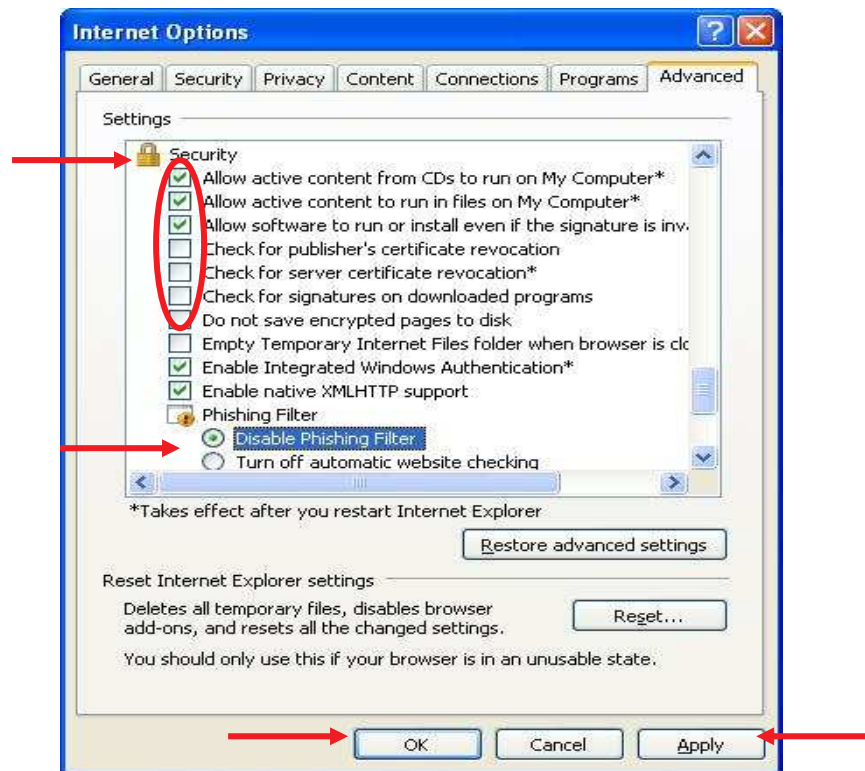 Internet Options
General Security Privacy Content Connections Programs Advanced
Settings
Security
Allow active content from CDs to run on My Computer*
Allow active content to run in files on My Computer*
Allow software to run or install even if the signature is inv
Check for publisher's certificate revocation
Check for server certificate revocation*
Check for signatures on downloaded programs
Do not save encrypted pages to disk
Empty Temporary Internet Files folder when browser is clo
Enable Integrated Windows Authentication*
Enable native XMLHTTP support
Phishing Filter
Disable Phishing Filter
Turn off automatic website checking
*Takes effect after you restart Internet Explorer
Restore advanced settings
Reset Internet Explorer settings
Deletes all temporary files, disables browser
add-ons, and resets all the changed settings.
Reset...
You should only use this if your browser is in an unusable state.
OK Cancel Apply